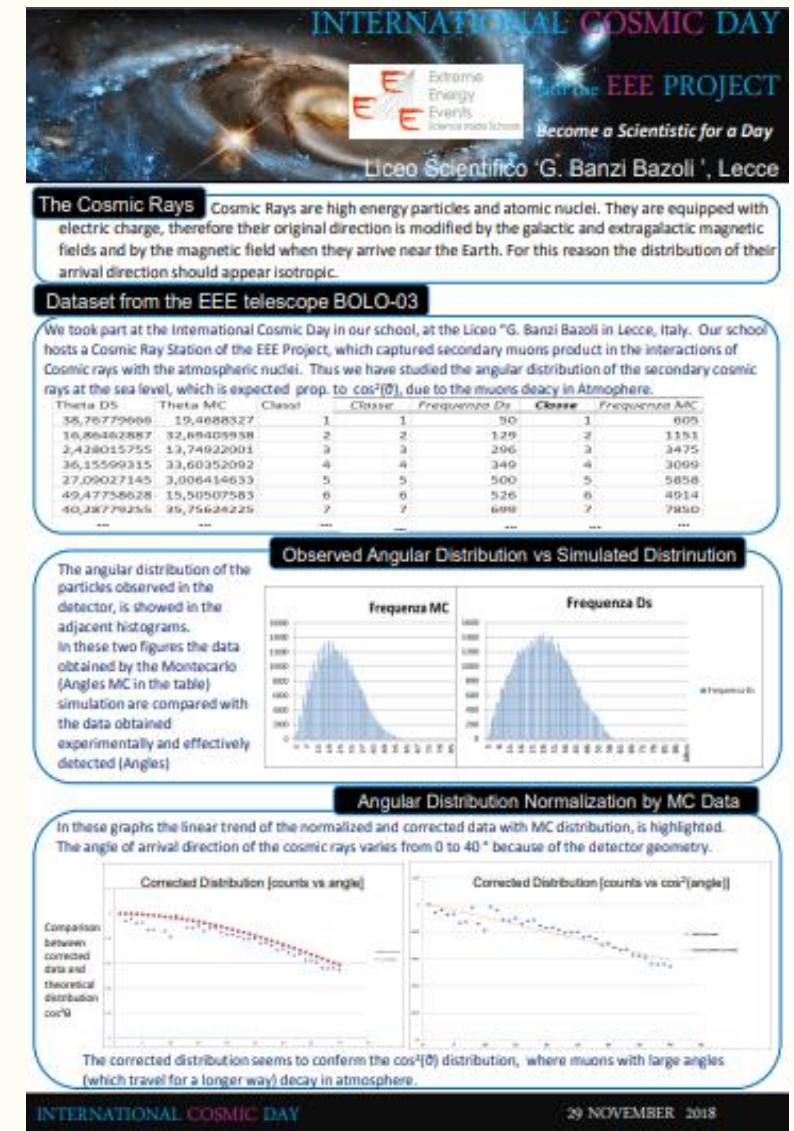 INTERNATIONAL COSMIC DAY
EEE PROJECT
Extreme
Energy
Events
Science inside Schools
EEE
Become a Scientistic for a Day
Liceo Scientifico 'G. Banzi Bazoli ', Lecce
The Cosmic Rays
Cosmic Rays are high energy particles and atomic nuclei. They are equipped with
electric charge, therefore their original direction is modified by the galactic and extragalactic magnetic
fields and by the magnetic field when they arrive near the Earth. For this reason the distribution of their
arrival direction should appear isotropic.
Dataset from the EEE telescope BOLO-03
We took part at the International Cosmic Day in our school, at the Liceo "G. Banzi Bazoli in Lecce, Italy. Our school
hosts a Cosmic Ray Station of the EEE Project, which captured secondary muons product in the interactions of
Cosmic rays with the atmospheric nuclei. Thus we have studied the angular distribution of the secondary cosmic
rays at the sea level, which is expected prop. to cos²(θ), due to the muons deacy in Atmophere.
Theta DS Theta MC Classi Classe Frequenza Ds Classe Frequenza MC
38,76779666 19,4688327 1 1 50 1 605
16,86462887 32,69405938 2 2 129 2 1151
2,428015755 13,74922001 3 3 296 3 3475
36,15599315 33,60352092 4 4 349 4 3099
27,09027145 3,006414633 5 5 500 5 5858
49,47758628 15,50507583 6 6 526 6 4914
40,28779255 35,75624225 7 7 699 7 7850
... ... ... ... ... ... ...
Observed Angular Distribution vs Simulated Distrinution
The angular distribution of the
particles observed in the
detector, is showed in the
adjacent histograms.
In these two figures the data
obtained by the Montecarlo
(Angles MC in the table)
simulation are compared with
the data obtained
experimentally and effectively
detected (Angles)
Frequenza MC
Frequenza Ds
Frequenza Ds
Angular Distribution Normalization by MC Data
In these graphs the linear trend of the normalized and corrected data with MC distribution, is highlighted.
The angle of arrival direction of the cosmic rays varies from 0 to 40 ° because of the detector geometry.
Corrected Distribution [counts vs angle]
Corrected Distribution [counts vs cos²(angle)]
Comparison
between
corrected
data and
theoretical
distribution
cos²θ
The corrected distribution seems to conferm the cos²(θ) distribution, where muons with large angles
(which travel for a longer way) decay in atmosphere.
INTERNATIONAL COSMIC DAY
29 NOVEMBER 2018